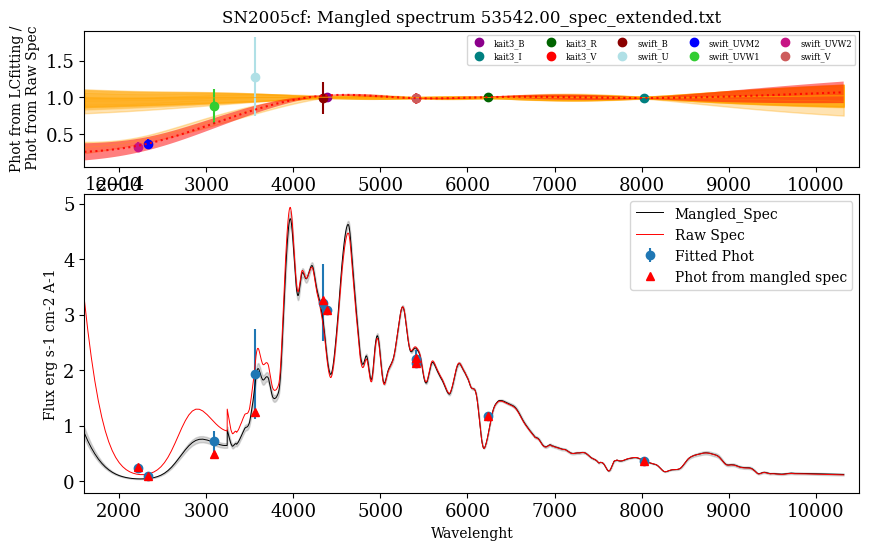 SN2005cf: Mangled spectrum 53542.00_spec_extended.txt
Phot from LCfitting /
Phot from Raw Spec
1.5
1.0
0.5
kait3_B kait3_R swift_B swift_UVM2 swift_UVW2
kait3_I kait3_V swift_U swift_UVW1 swift_V
2000 3000 4000 5000 6000 7000 8000 9000 10000
1e−14
Flux erg s-1 cm-2 A-1
5
4
3
2
1
0
Mangled_Spec
Raw Spec
Fitted Phot
Phot from mangled spec
2000 3000 4000 5000 6000 7000 8000 9000 10000
Wavelenght